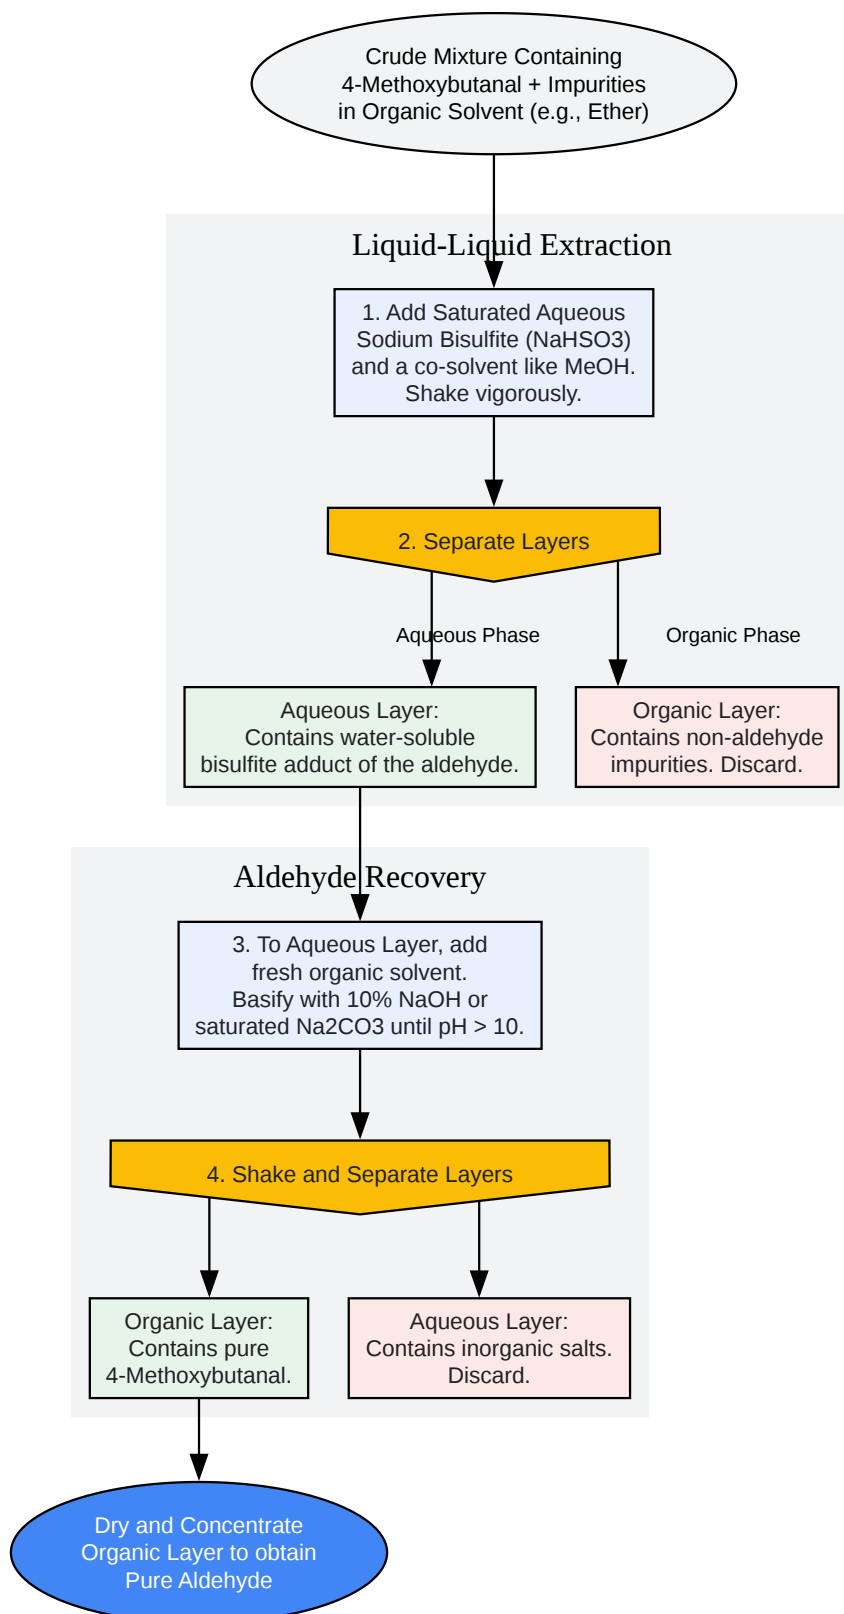 Crude Mixture Containing
4-Methoxybutanal + Impurities
in Organic Solvent (e.g., Ether)
Liquid-Liquid Extraction
1. Add Saturated Aqueous
Sodium Bisulfite (NaHSO3)
and a co-solvent like MeOH.
Shake vigorously.
2. Separate Layers
Aqueous Phase
Organic Phase
Aqueous Layer:
Contains water-soluble
bisulfite adduct of the aldehyde.
Organic Layer:
Contains non-aldehyde
impurities. Discard.
Aldehyde Recovery
3. To Aqueous Layer, add
fresh organic solvent.
Basify with 10% NaOH or
saturated Na2CO3 until pH > 10.
4. Shake and Separate Layers
Organic Layer:
Contains pure
4-Methoxybutanal.
Aqueous Layer:
Contains inorganic salts.
Discard.
Dry and Concentrate
Organic Layer to obtain
Pure Aldehyde